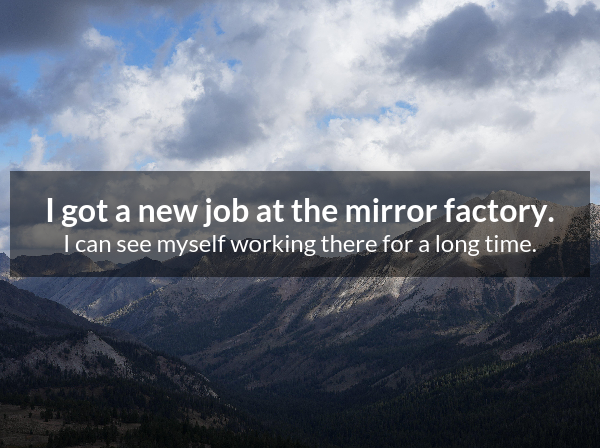 I got a new job at the mirror factory.
I can see myself working there for a long time.